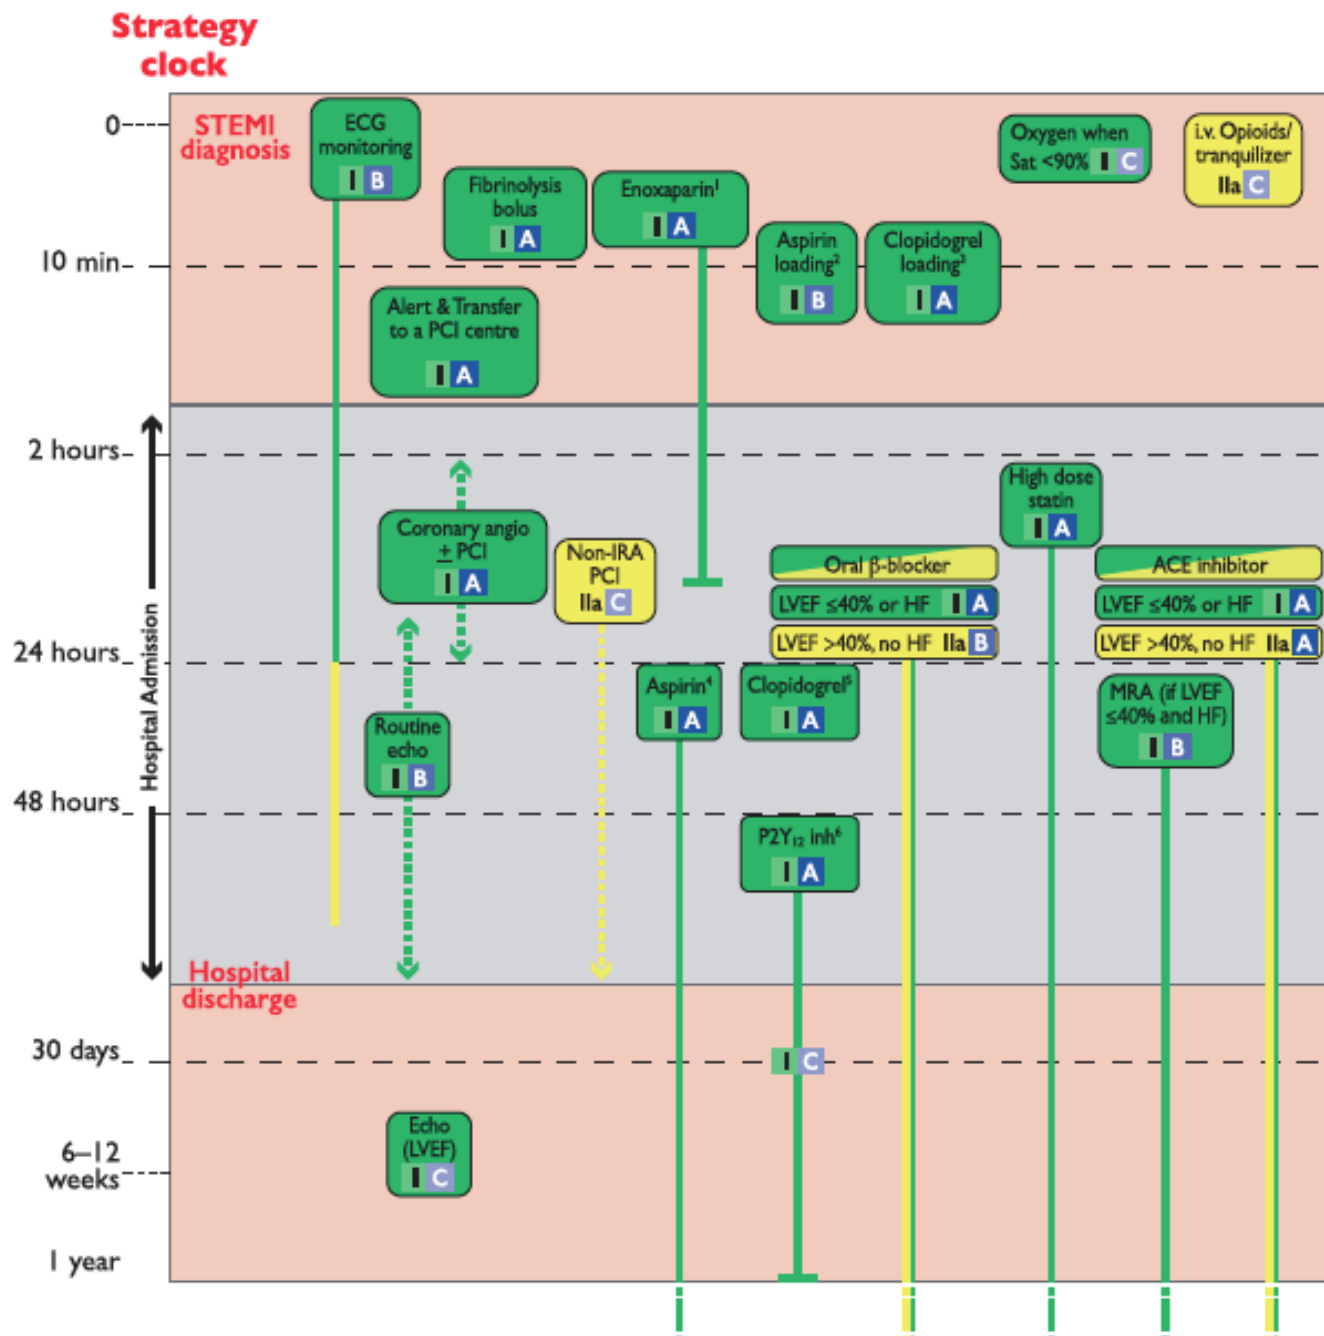 Strategy
clock
0
STEMI
diagnosis
ECG
monitoring
I B
Fibrinolysis
bolus
I A
Enoxaparin¹
I A
Oxygen when
Sat <90% I C
i.v. Opioids/
tranquilizer
IIa C
10 min
Aspirin
loading²
I B
Clopidogrel
loading³
I A
Alert & Transfer
to a PCI centre
I A
Hospital Admission
2 hours
Coronary angio
± PCI
I A
Non-IRA
PCI
IIa C
High dose
statin
I A
Oral β-blocker
LVEF ≤40% or HF I A
LVEF >40%, no HF IIa B
ACE inhibitor
LVEF ≤40% or HF I A
LVEF >40%, no HF IIa A
24 hours
Routine
echo
I B
Aspirin⁴
I A
Clopidogrel⁵
I A
MRA (if LVEF
≤40% and HF)
I B
48 hours
P2Y₁₂ inh⁶
I A
Hospital
discharge
30 days
I C
6–12
weeks
Echo
(LVEF)
I C
1 year